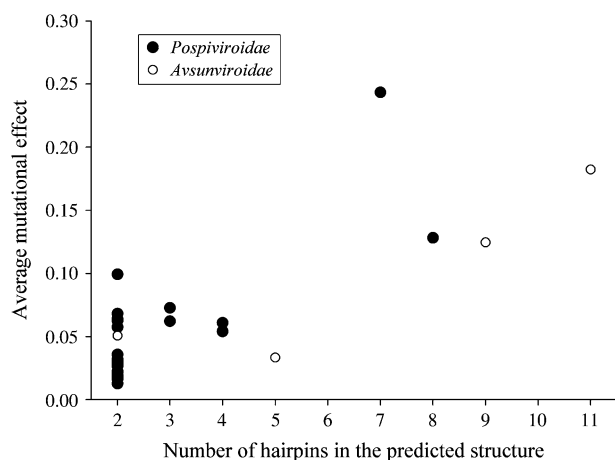 0.30
Pospiviroidae
Avsunviroidae
0.25
0.20
0.15
0.10
0.05
0.00
Average mutational effect
2 3 4 5 6 7 8 9 10 11
Number of hairpins in the predicted structure